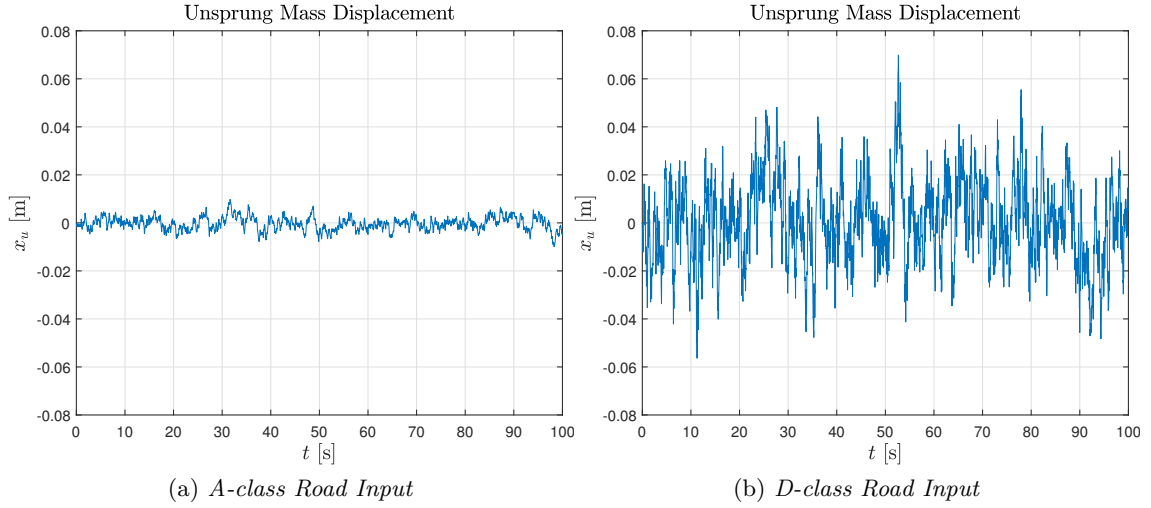 Unsprung Mass Displacement
0.08
0.06
0.04
0.02
0
-0.02
-0.04
-0.06
-0.08
x_u [m]
0 10 20 30 40 50 60 70 80 90 100
t [s]
(a) A-class Road Input
Unsprung Mass Displacement
0.08
0.06
0.04
0.02
0
-0.02
-0.04
-0.06
-0.08
x_u [m]
0 10 20 30 40 50 60 70 80 90 100
t [s]
(b) D-class Road Input